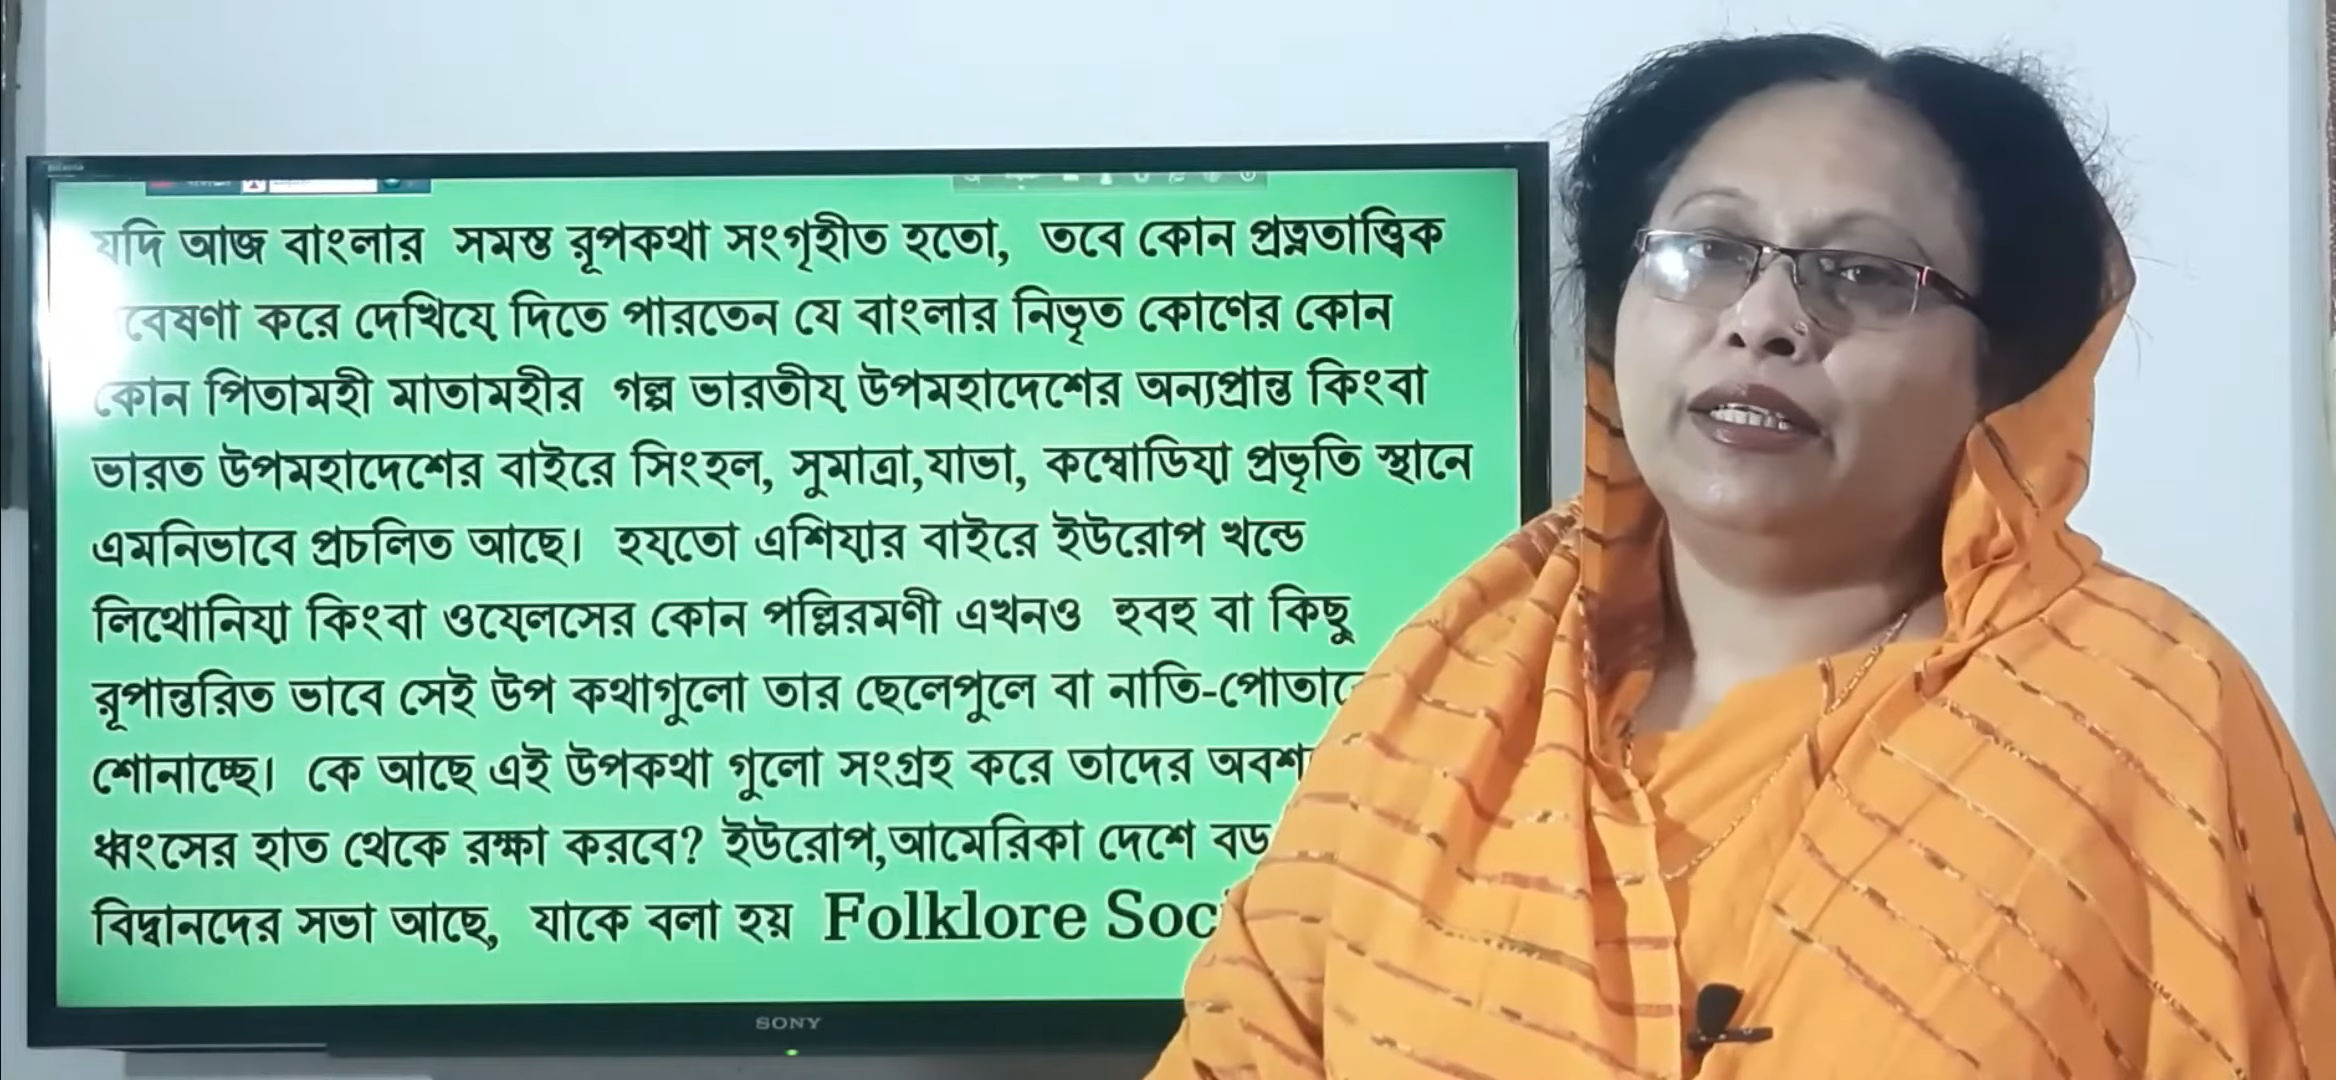 যদি আজ বাংলার সমস্ত রূপকথা সংগৃহীত হতো, তবে কোন প্রত্নতাত্ত্বিক
করে দেখিয়ে দিতে পারতেন যে বাংলার নিভৃত কোণের কোন
কোন পিতামহী মাতামহীর গল্প ভারতীয় উপমহাদেশের অন্যপ্রান্ত কিংবা
ভারত উপমহাদেশের বাইরে সিংহল, সুমাত্রা,যাভা, কম্বোডিয়া প্রভৃতি স্থানে
এমনিভাবে প্রচলিত আছে। হয়তো এশিয়ার বাইরে ইউরোপ খন্ডে
লিথোনিয়া কিংবা ওয়েলসের কোন পল্লিরমণী এখনও হুবহু বা কিছু
রূপান্তরিত ভাবে সেই উপ কথাগুলো তার ছেলেপুলে বা
শোনাচ্ছে। কে আছে এই উপকথা গুলো সংগ্রহ করে তাদের
ধ্বংসের হাত থেকে রক্ষা করবে? ইউরোপ,আমেরিকা দেশে বড়
বিদ্বানদের সভা আছে, যাকে বলা হয় Folklore
SONY